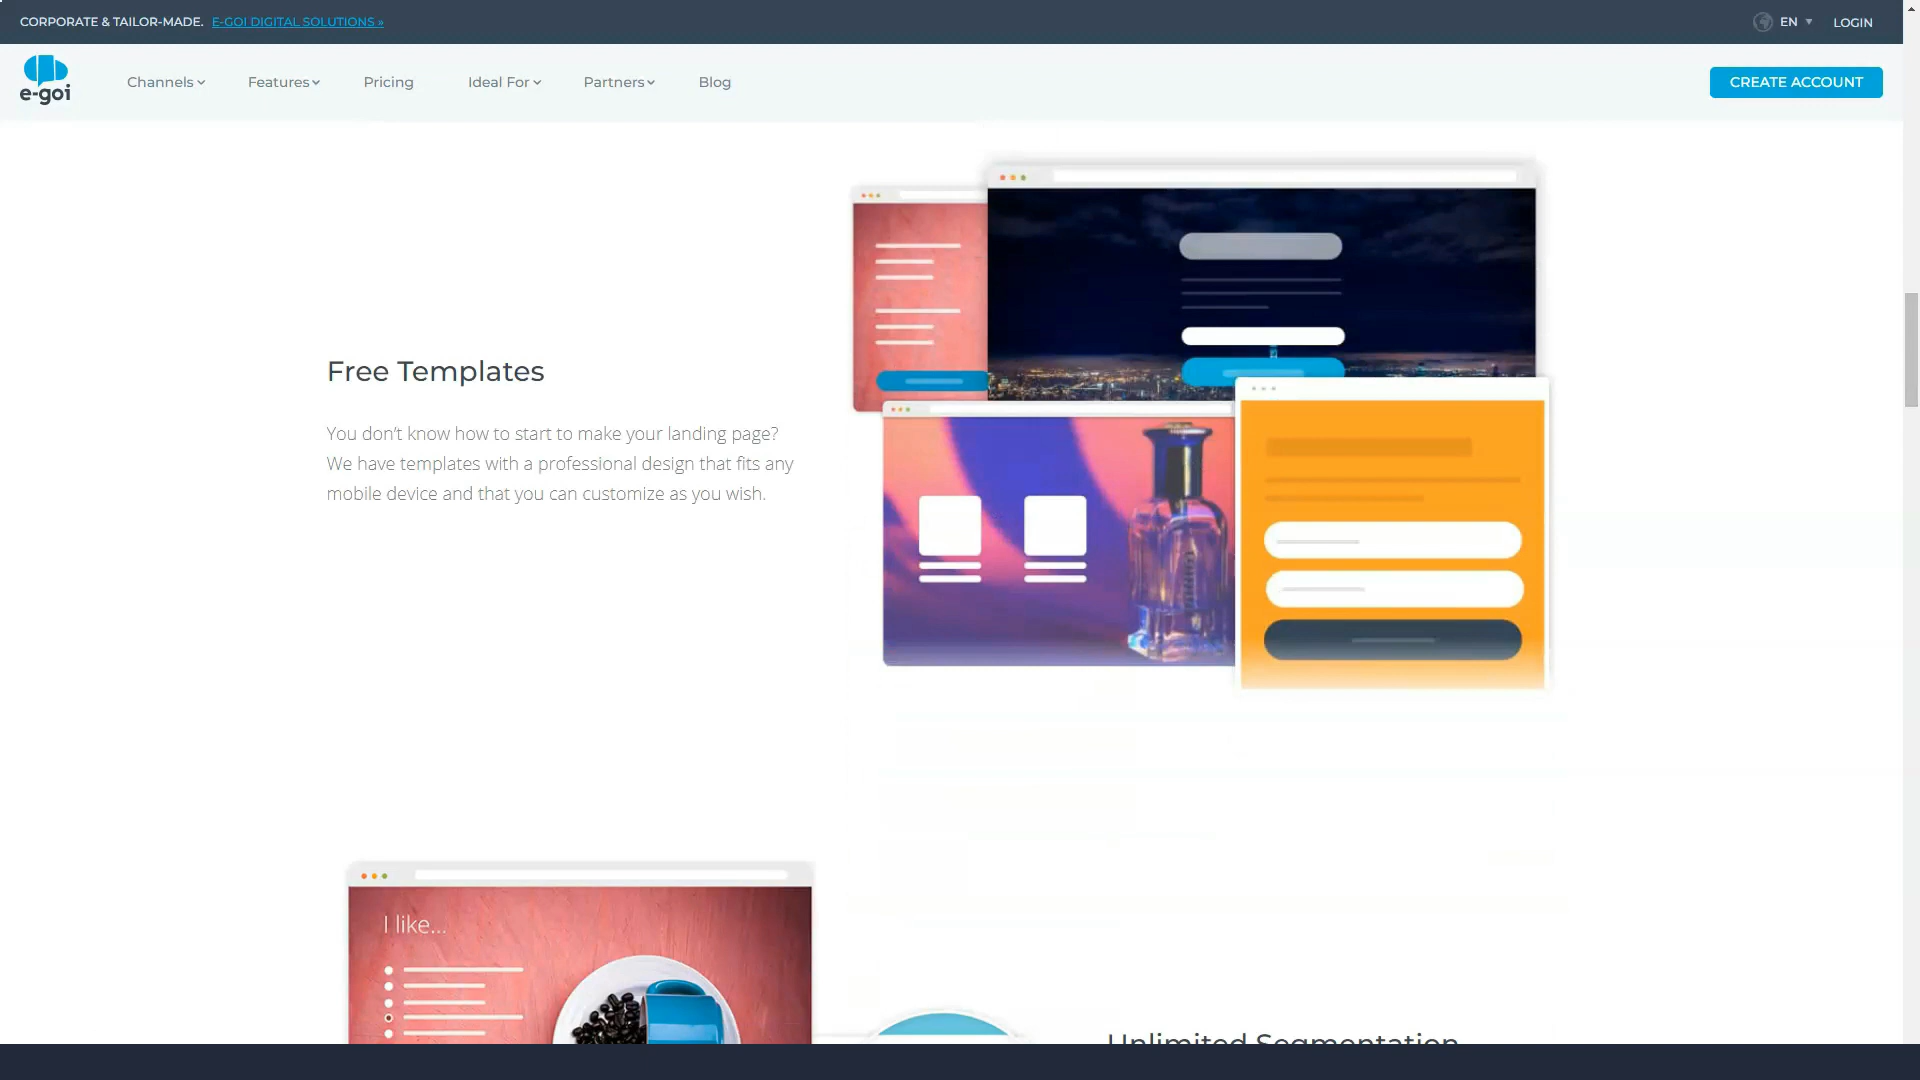 CORPORATE & TAILOR-MADE. E-GOI DIGITAL SOLUTIONS »
EN
LOGIN
e-goi
Channels
Features
Pricing
Ideal For
Partners
Blog
CREATE ACCOUNT
Free Templates
You don’t know how to start to make your landing page?
We have templates with a professional design that fits any
mobile device and that you can customize as you wish.
I like...
Unlimited Segmentation